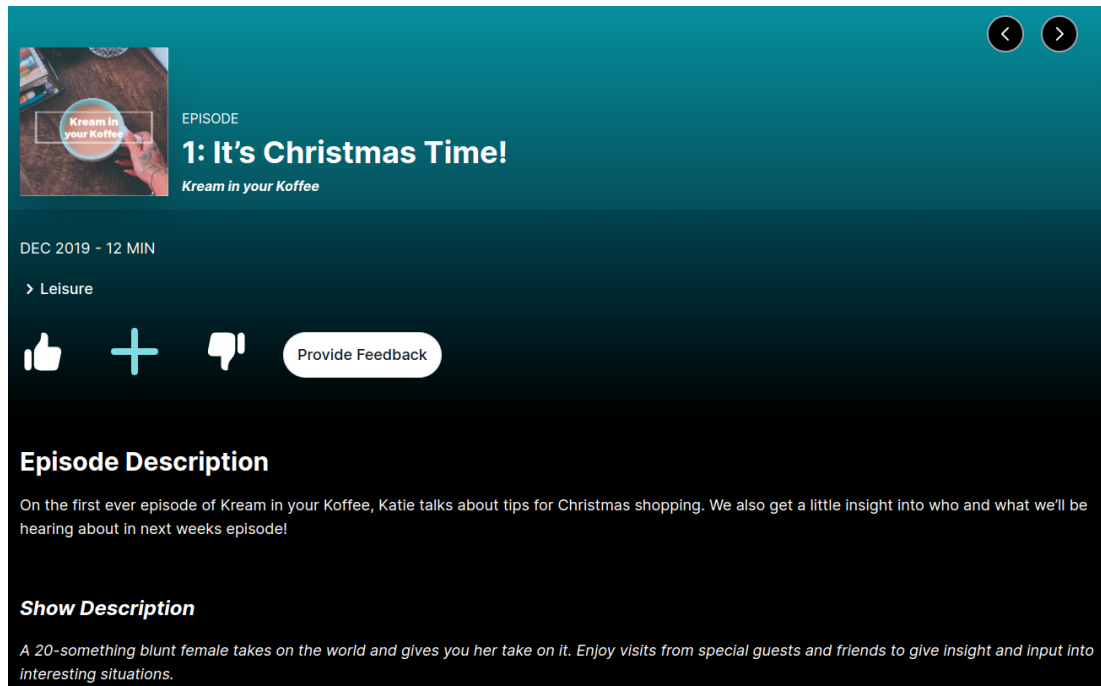 Kream in
your Koffee
EPISODE
1: It’s Christmas Time!
Kream in your Koffee
DEC 2019 - 12 MIN
Leisure
Provide Feedback
Episode Description
On the first ever episode of Kream in your Koffee, Katie talks about tips for Christmas shopping. We also get a little insight into who and what we’ll be
hearing about in next weeks episode!
Show Description
A 20-something blunt female takes on the world and gives you her take on it. Enjoy visits from special guests and friends to give insight and input into
interesting situations.